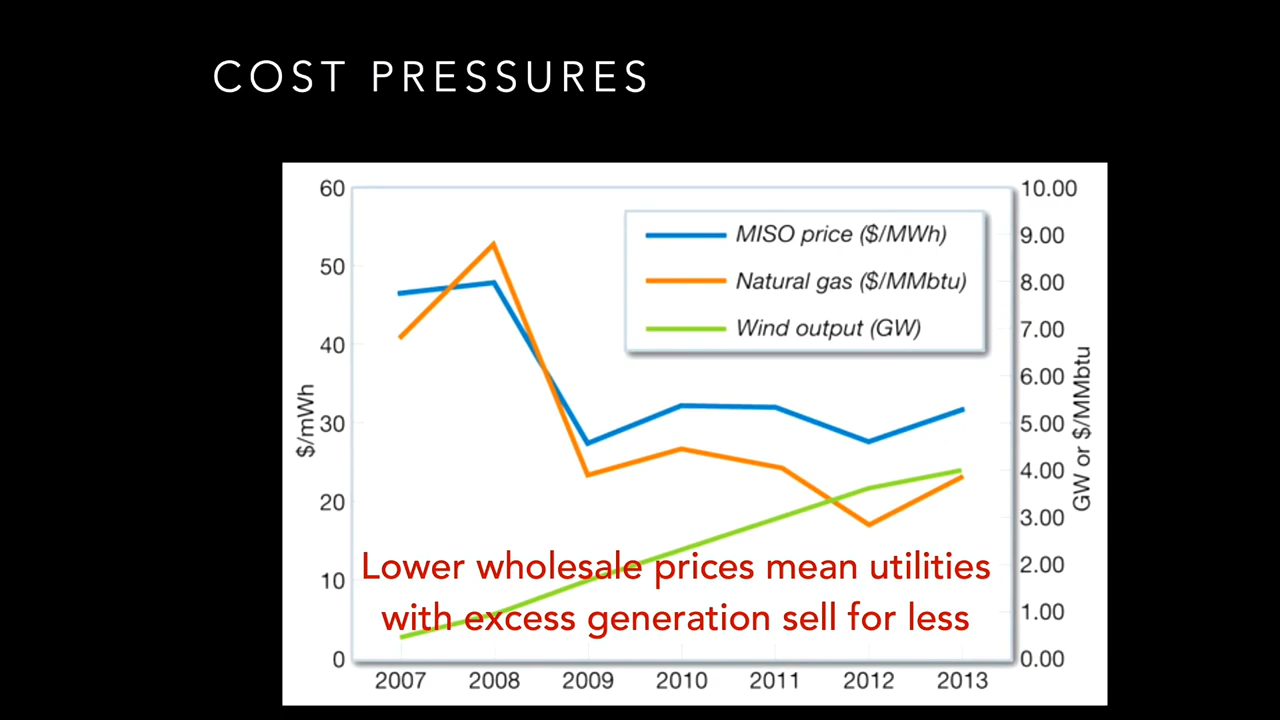 COST PRESSURES
60
50
40
30
20
10
0
$/mWh
10.00
9.00
8.00
7.00
6.00
5.00
4.00
3.00
2.00
1.00
0.00
GW or $/MMbtu
MISO price ($/MWh)
Natural gas ($/MMbtu)
Wind output (GW)
Lower wholesale prices mean utilities
with excess generation sell for less
2007 2008 2009 2010 2011 2012 2013